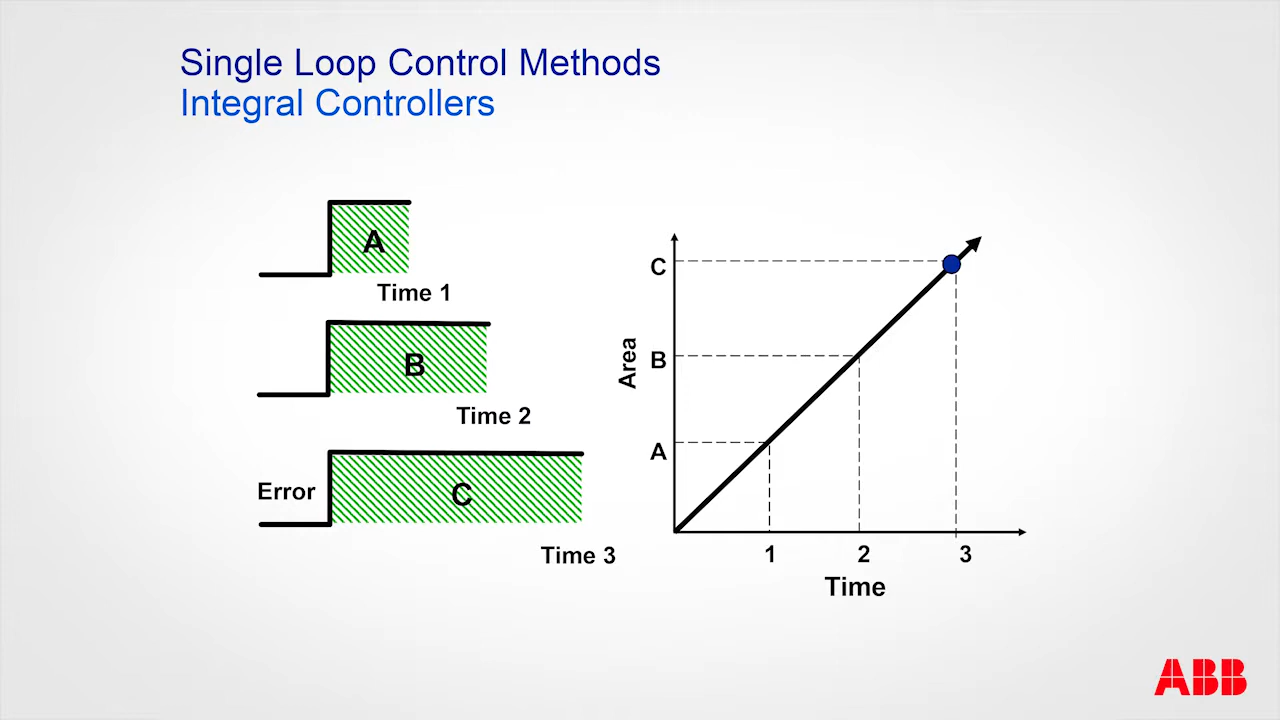 Single Loop Control Methods
Integral Controllers
A
Time 1
B
Time 2
Error
C
Time 3
Area
C
B
A
1 2 3
Time
ABB